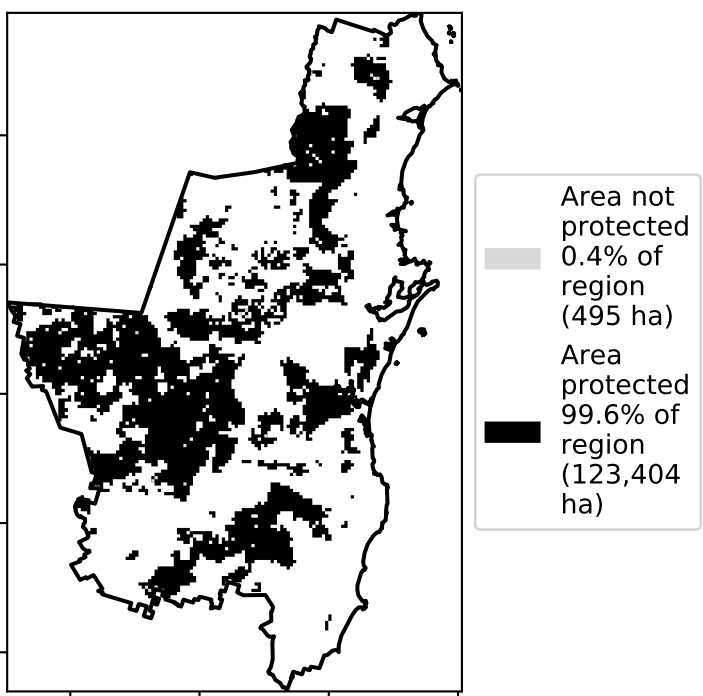 Area not
protected
0.4% of
region
(495 ha)
Area
protected
99.6% of
region
(123,404
ha)